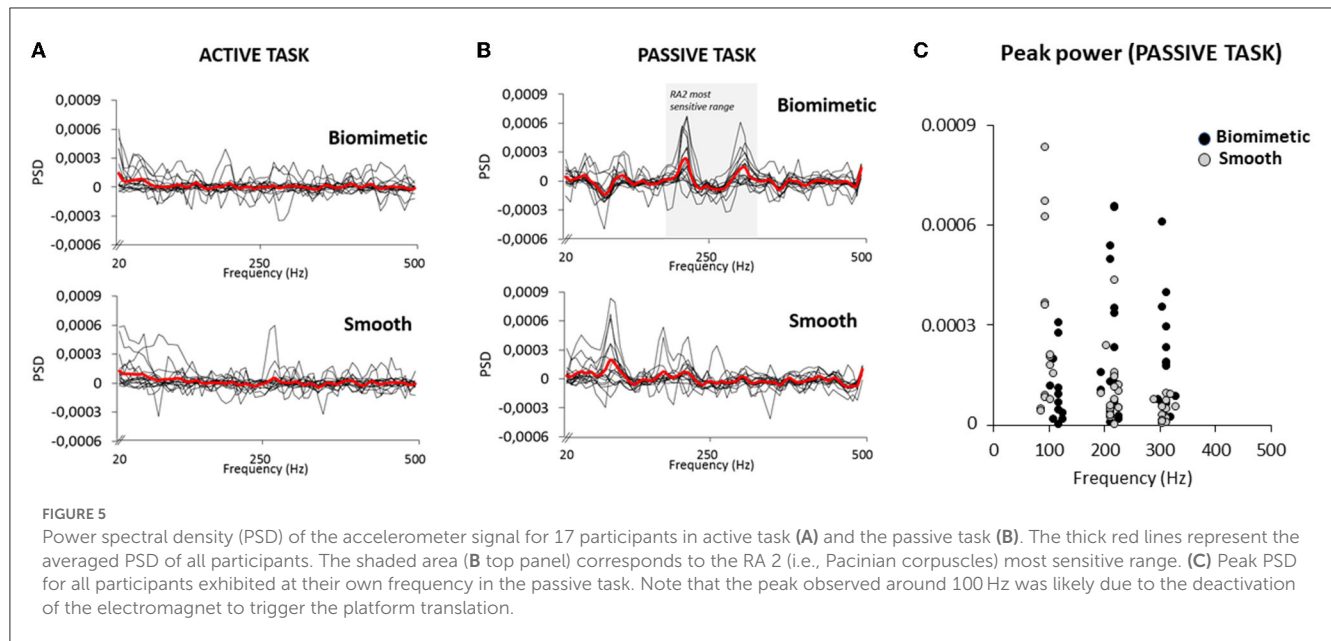 A
ACTIVE TASK
0,0009
0,0006
0,0003
0
-0,0003
-0,0006
PSD
Biomimetic
20
250
500
Frequency (Hz)
0,0009
0,0006
0,0003
0
-0,0003
-0,0006
PSD
Smooth
20
250
500
Frequency (Hz)
B
PASSIVE TASK
0,0009
0,0006
0,0003
0
-0,0003
-0,0006
PSD
RA2 most
sensitive range
Biomimetic
20
250
500
Frequency (Hz)
0,0009
0,0006
0,0003
0
-0,0003
-0,0006
PSD
Smooth
20
250
500
Frequency (Hz)
C
Peak power (PASSIVE TASK)
0.0009
0.0006
0.0003
0
Biomimetic
Smooth
0 100 200 300 400 500
Frequency (Hz)
FIGURE 5
Power spectral density (PSD) of the accelerometer signal for 17 participants in active task (A) and the passive task (B). The thick red lines represent the
averaged PSD of all participants. The shaded area (B top panel) corresponds to the RA 2 (i.e., Pacinian corpuscles) most sensitive range. (C) Peak PSD
for all participants exhibited at their own frequency in the passive task. Note that the peak observed around 100 Hz was likely due to the deactivation
of the electromagnet to trigger the platform translation.